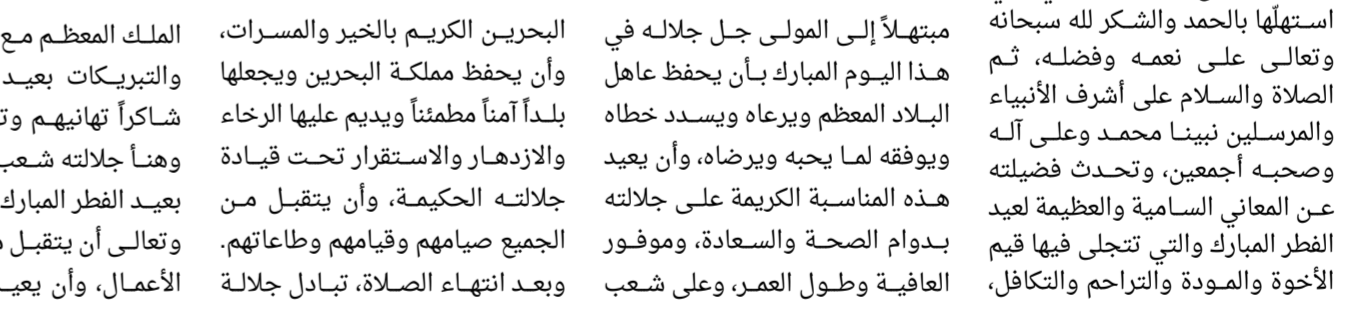 استهلّها بالحمد والشكر لله سبحانه
وتعالى على نعمه وفضله، ثم
الصلاة والسلام على أشرف الأنبياء
والمرسلين نبينا محمد وعلى آله
وصحبه أجمعين، وتحدث فضيلته
عن المعاني السامية والعظيمة لعيد
الفطر المبارك والتي تتجلى فيها قيم
الأخوة والمودة والتراحم والتكافل،
مبتهلاً إلى المولى جل جلاله في
هذا اليوم المبارك بأن يحفظ عاهل
البلاد المعظم ويرعاه ويسدد خطاه
ويوفقه لما يحبه ويرضاه، وأن يعيد
هذه المناسبة الكريمة على جلالته
بدوام الصحة والسعادة، وموفور
العافية وطول العمر، وعلى شعب
البحرين الكريم بالخير والمسرات،
وأن يحفظ مملكة البحرين ويجعلها
بلداً آمناً مطمئناً ويديم عليها الرخاء
والازدهار والاستقرار تحت قيادة
جلالته الحكيمة، وأن يتقبل من
الجميع صيامهم وقيامهم وطاعاتهم.
وبعد انتهاء الصلاة، تبادل جلالة
الملك المعظم مع
والتبريكات بعيد
شاكراً تهانيهم
وهنأ جلالته شعب
بعيد الفطر المبارك
وتعالى أن يتقبل
الأعمال، وأن